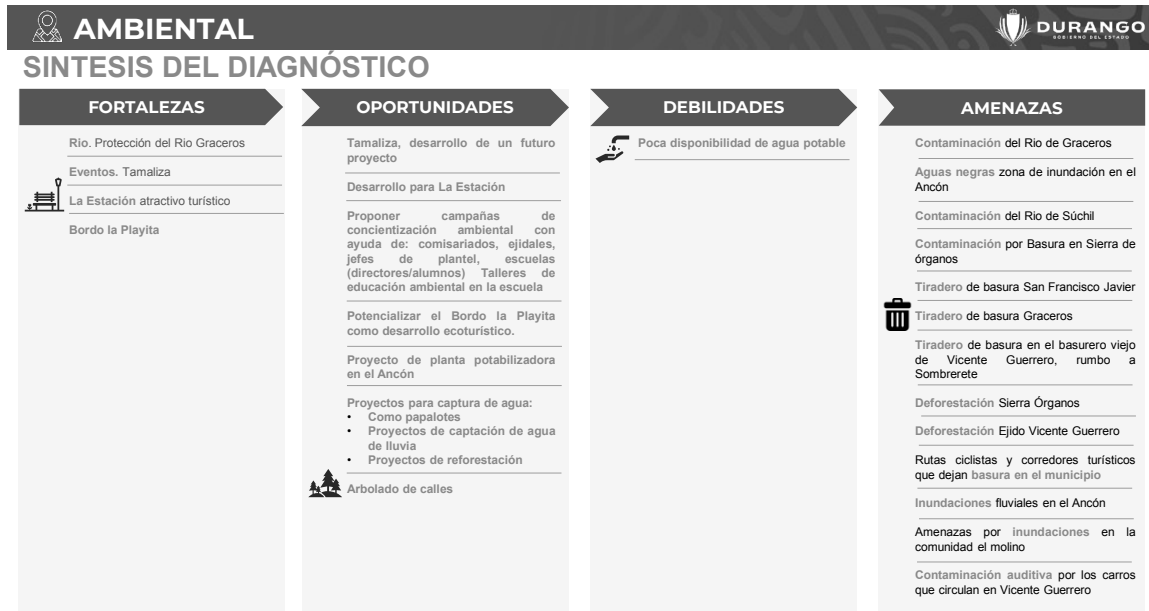 AMBIENTAL
DURANGO
GOBIERNO DEL ESTADO
SINTESIS DEL DIAGNÓSTICO
FORTALEZAS
Rio. Protección del Rio Graceros
Eventos. Tamaliza
La Estación atractivo turístico
Bordo la Playita
OPORTUNIDADES
Tamaliza, desarrollo de un futuro
proyecto
Desarrollo para La Estación
Proponer campañas de
concientización ambiental con
ayuda de: comisariados, ejidales,
jefes de plantel, escuelas
(directores/alumnos) Talleres de
educación ambiental en la escuela
Potencializar el Bordo la Playita
como desarrollo ecoturístico.
Proyecto de planta potabilizadora
en el Ancón
Proyectos para captura de agua:
• Como papalotes
• Proyectos de captación de agua
de lluvia
• Proyectos de reforestación
Arbolado de calles
DEBILIDADES
Poca disponibilidad de agua potable
AMENAZAS
Contaminación del Rio de Graceros
Aguas negras zona de inundación en el
Ancón
Contaminación del Rio de Súchil
Contaminación por Basura en Sierra de
órganos
Tiradero de basura San Francisco Javier
Tiradero de basura Graceros
Tiradero de basura en el basurero viejo
de Vicente Guerrero, rumbo a
Sombrerete
Deforestación Sierra Órganos
Deforestación Ejido Vicente Guerrero
Rutas ciclistas y corredores turísticos
que dejan basura en el municipio
Inundaciones fluviales en el Ancón
Amenazas por inundaciones en la
comunidad el molino
Contaminación auditiva por los carros
que circulan en Vicente Guerrero